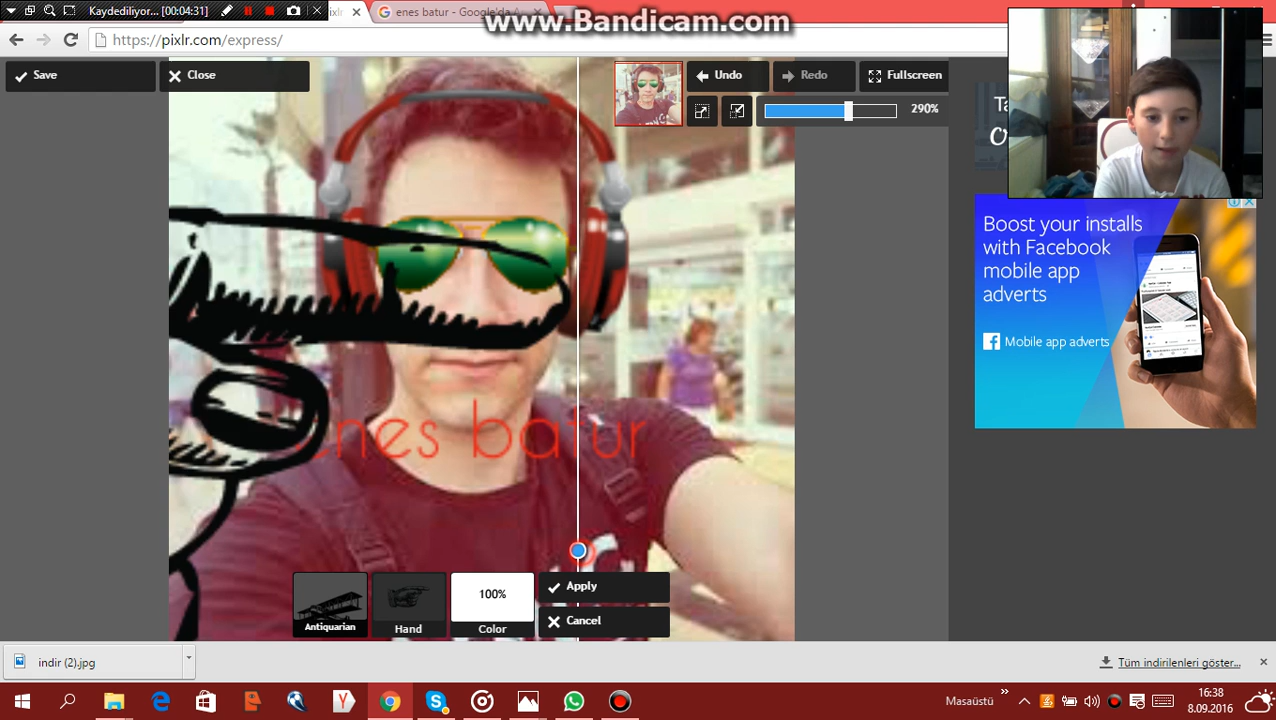 Kaydediliyor... [00:04:31]
ixlr
enes batur - Google'da A
www.Bandicam.com
https://pixlr.com/express/
Save
Close
Undo
Redo
Fullscreen
290%
Ta
Boost your installs
with Facebook
mobile app
adverts
Mobile app adverts
enes batur
100%
Antiquarian
Hand
Color
Apply
Cancel
indir (2).jpg
Tüm indirilenleri göster...
Masaüstü
16:38
8.09.2016